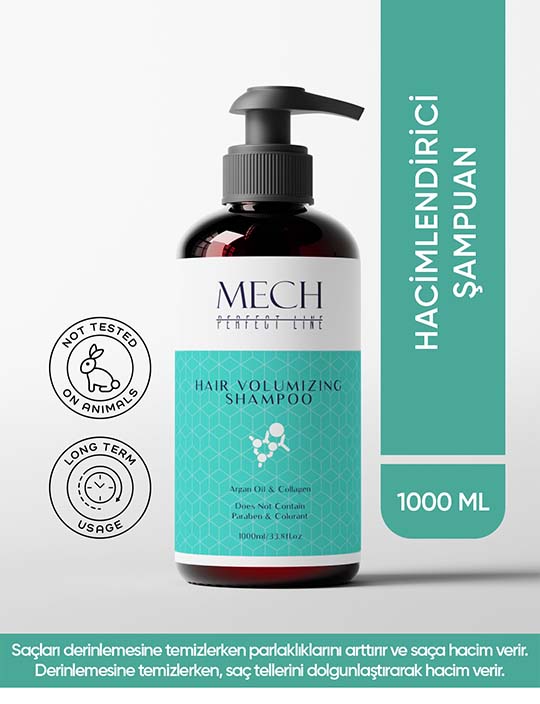 HACİMLENDİRİCİ
ŞAMPUAN
1000 ML
MECH
PERFECT LINE
HAIR VOLUMIZING
SHAMPOO
Argan Oil & Collagen
Does Not Contain
Paraben & Colorant
1000ml/33.8fl.oz
NOT TESTED
ON ANIMALS
LONG TERM
USAGE
Saçları derinlemesine temizlerken parlaklıklarını arttırır ve saça hacim verir.
Derinlemesine temizlerken, saç tellerini dolgunlaştırarak hacim verir.